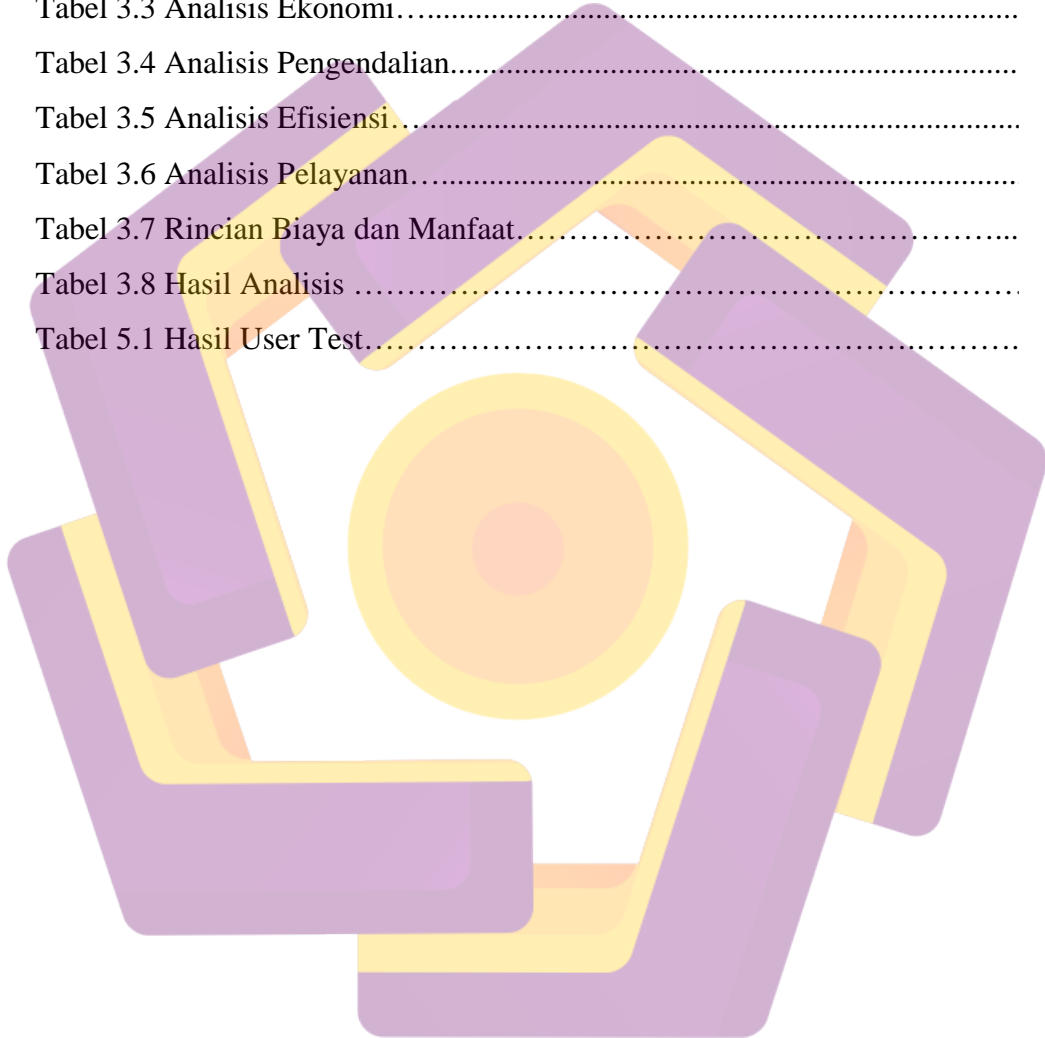 Tabel 3.3 Analisis Ekonomi…......................................................................
Tabel 3.4 Analisis Pengendalian.................................................................
Tabel 3.5 Analisis Efisiensi…....................................................................
Tabel 3.6 Analisis Pelayanan…..................................................................
Tabel 3.7 Rincian Biaya dan Manfaat………………………………………...
Tabel 3.8 Hasil Analisis ……………………………………………………
Tabel 5.1 Hasil User Test…………………………………………………..